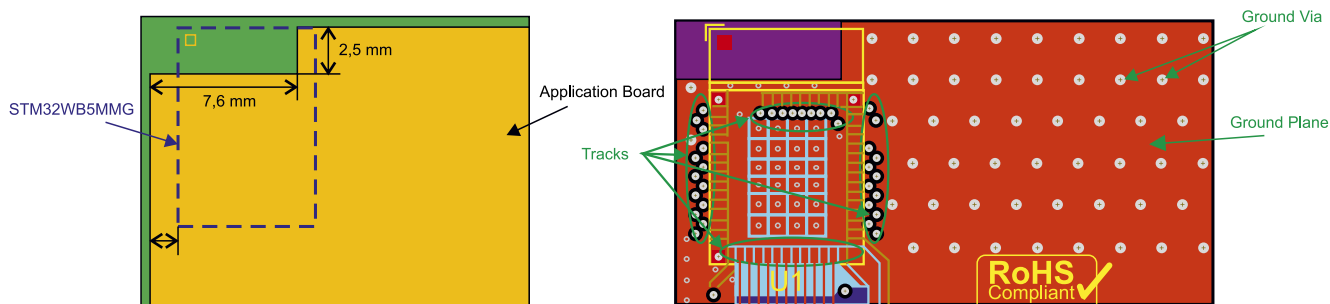 2,5 mm
7,6 mm
STM32WB5MMG
Application Board
Ground Via
Ground Plane
Tracks
U1
RoHS
Compliant